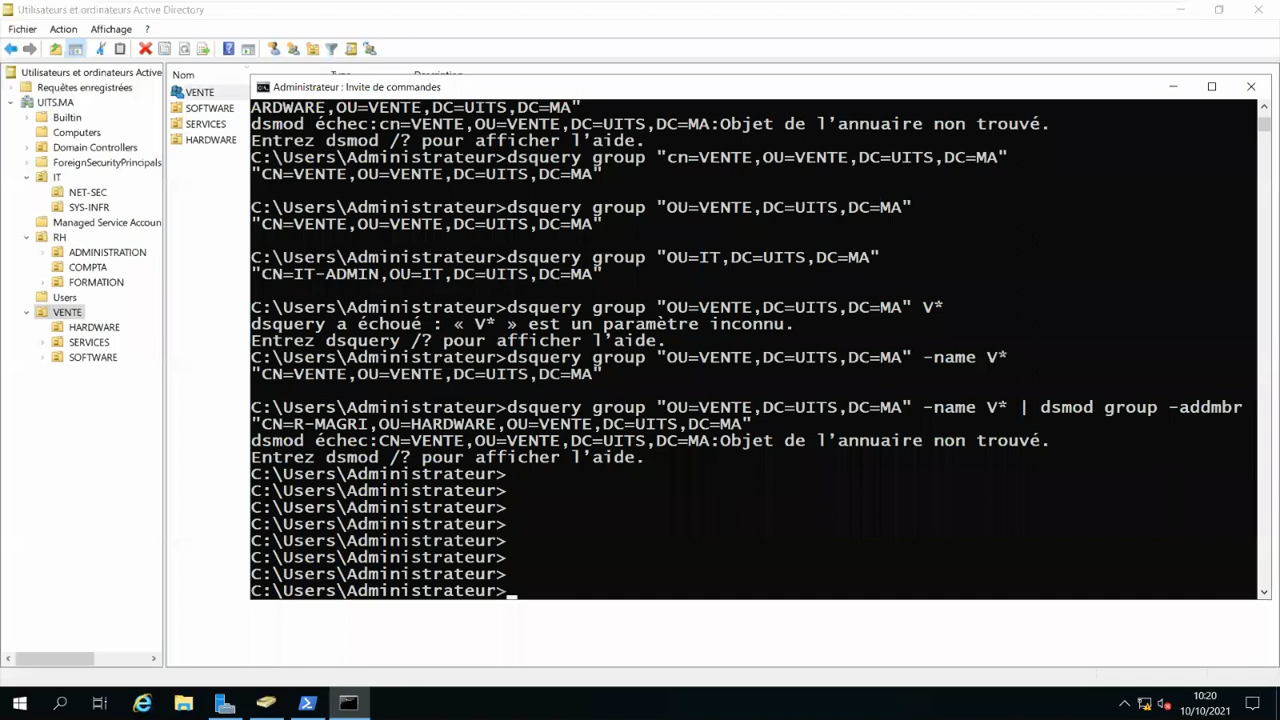 Utilisateurs et ordinateurs Active Directory
Fichier Action Affichage ?
Utilisateurs et ordinateurs Active
Requêtes enregistrées
UITS.MA
Builtin
Computers
Domain Controllers
ForeignSecurityPrincipals
IT
NET-SEC
SYS-INFR
Managed Service Accoun
RH
ADMINISTRATION
COMPTA
FORMATION
Users
VENTE
HARDWARE
SERVICES
SOFTWARE
Nom
VENTE
SOFTWARE
SERVICES
HARDWARE
Administrateur : Invite de commandes
ARDWARE,OU=VENTE,DC=UITS,DC=MA"
dsmod échec:cn=VENTE,OU=VENTE,DC=UITS,DC=MA:Objet de l’annuaire non trouvé.
Entrez dsmod /? pour afficher l’aide.
C:\Users\Administrateur>dsquery group "cn=VENTE,OU=VENTE,DC=UITS,DC=MA"
"CN=VENTE,OU=VENTE,DC=UITS,DC=MA"
C:\Users\Administrateur>dsquery group "OU=VENTE,DC=UITS,DC=MA"
"CN=VENTE,OU=VENTE,DC=UITS,DC=MA"
C:\Users\Administrateur>dsquery group "OU=IT,DC=UITS,DC=MA"
"CN=IT-ADMIN,OU=IT,DC=UITS,DC=MA"
C:\Users\Administrateur>dsquery group "OU=VENTE,DC=UITS,DC=MA" V*
dsquery a échoué : « V* » est un paramètre inconnu.
Entrez dsquery /? pour afficher l’aide.
C:\Users\Administrateur>dsquery group "OU=VENTE,DC=UITS,DC=MA" -name V*
"CN=VENTE,OU=VENTE,DC=UITS,DC=MA"
C:\Users\Administrateur>dsquery group "OU=VENTE,DC=UITS,DC=MA" -name V* | dsmod group -addmbr
"CN=R-MAGRI,OU=HARDWARE,OU=VENTE,DC=UITS,DC=MA"
dsmod échec:CN=VENTE,OU=VENTE,DC=UITS,DC=MA:Objet de l’annuaire non trouvé.
Entrez dsmod /? pour afficher l’aide.
C:\Users\Administrateur>
C:\Users\Administrateur>
C:\Users\Administrateur>
C:\Users\Administrateur>
C:\Users\Administrateur>
C:\Users\Administrateur>
C:\Users\Administrateur>
C:\Users\Administrateur>
10:20
10/10/2021